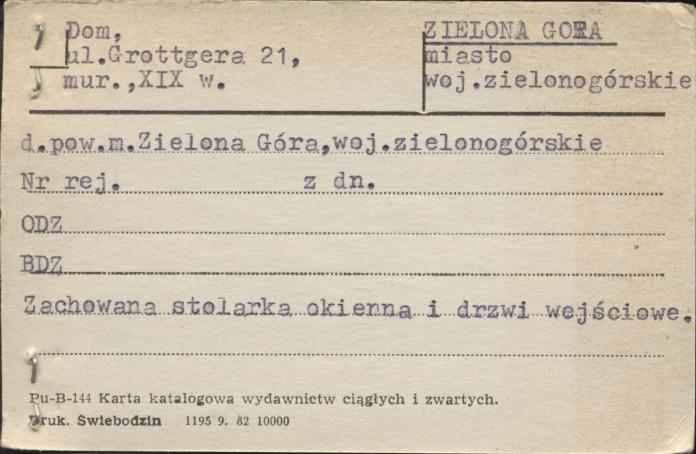 Dom,
ul.Grottgera 21,
mur.,XIX w.
ZIELONA GORA
miasto
woj.zielonogórskie
d.pow.m.Zielona Góra,woj.zielonogórskie
Nr rej. z dn.
ODZ
BDZ
Zachowana stolarka okienna i drzwi wejściowe.
Pu-B-144 Karta katalogowa wydawnictw ciągłych i zwartych.
Druk. Świebodzin 1195 9. 82 10000